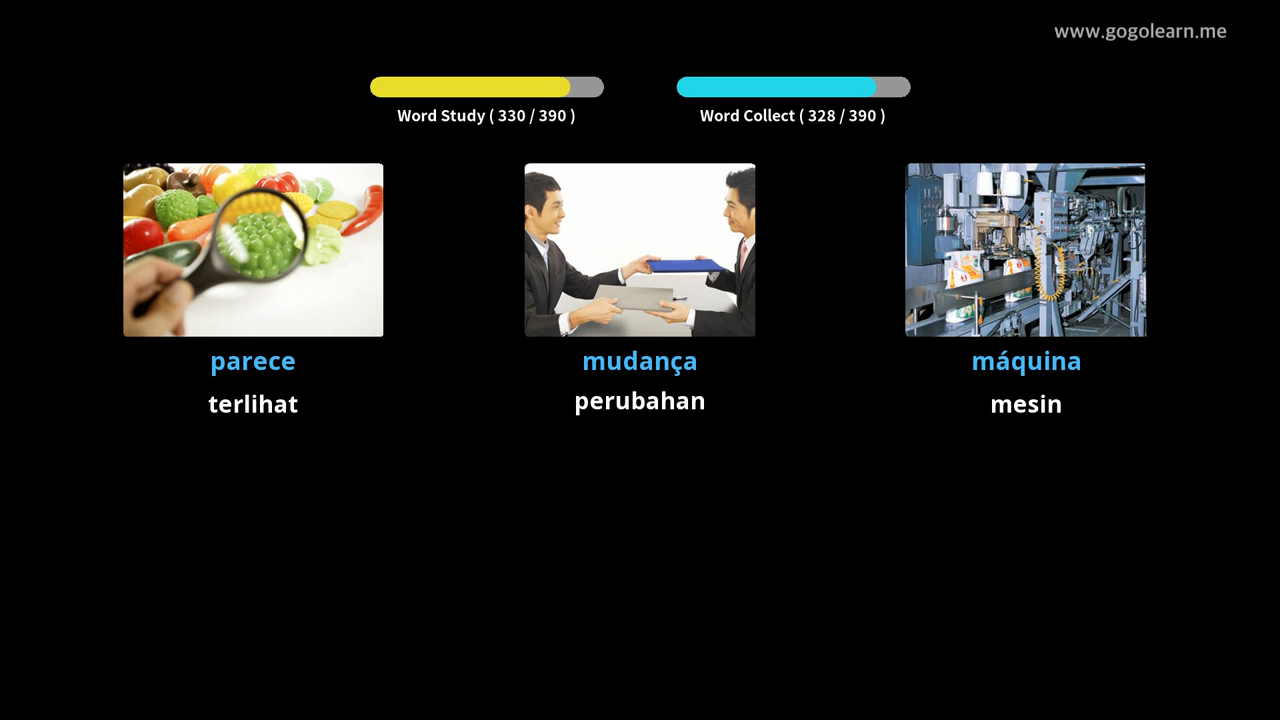 www.gogolearn.me
Word Study ( 330 / 390 )
Word Collect ( 328 / 390 )
parece
mudança
máquina
terlihat
perubahan
mesin